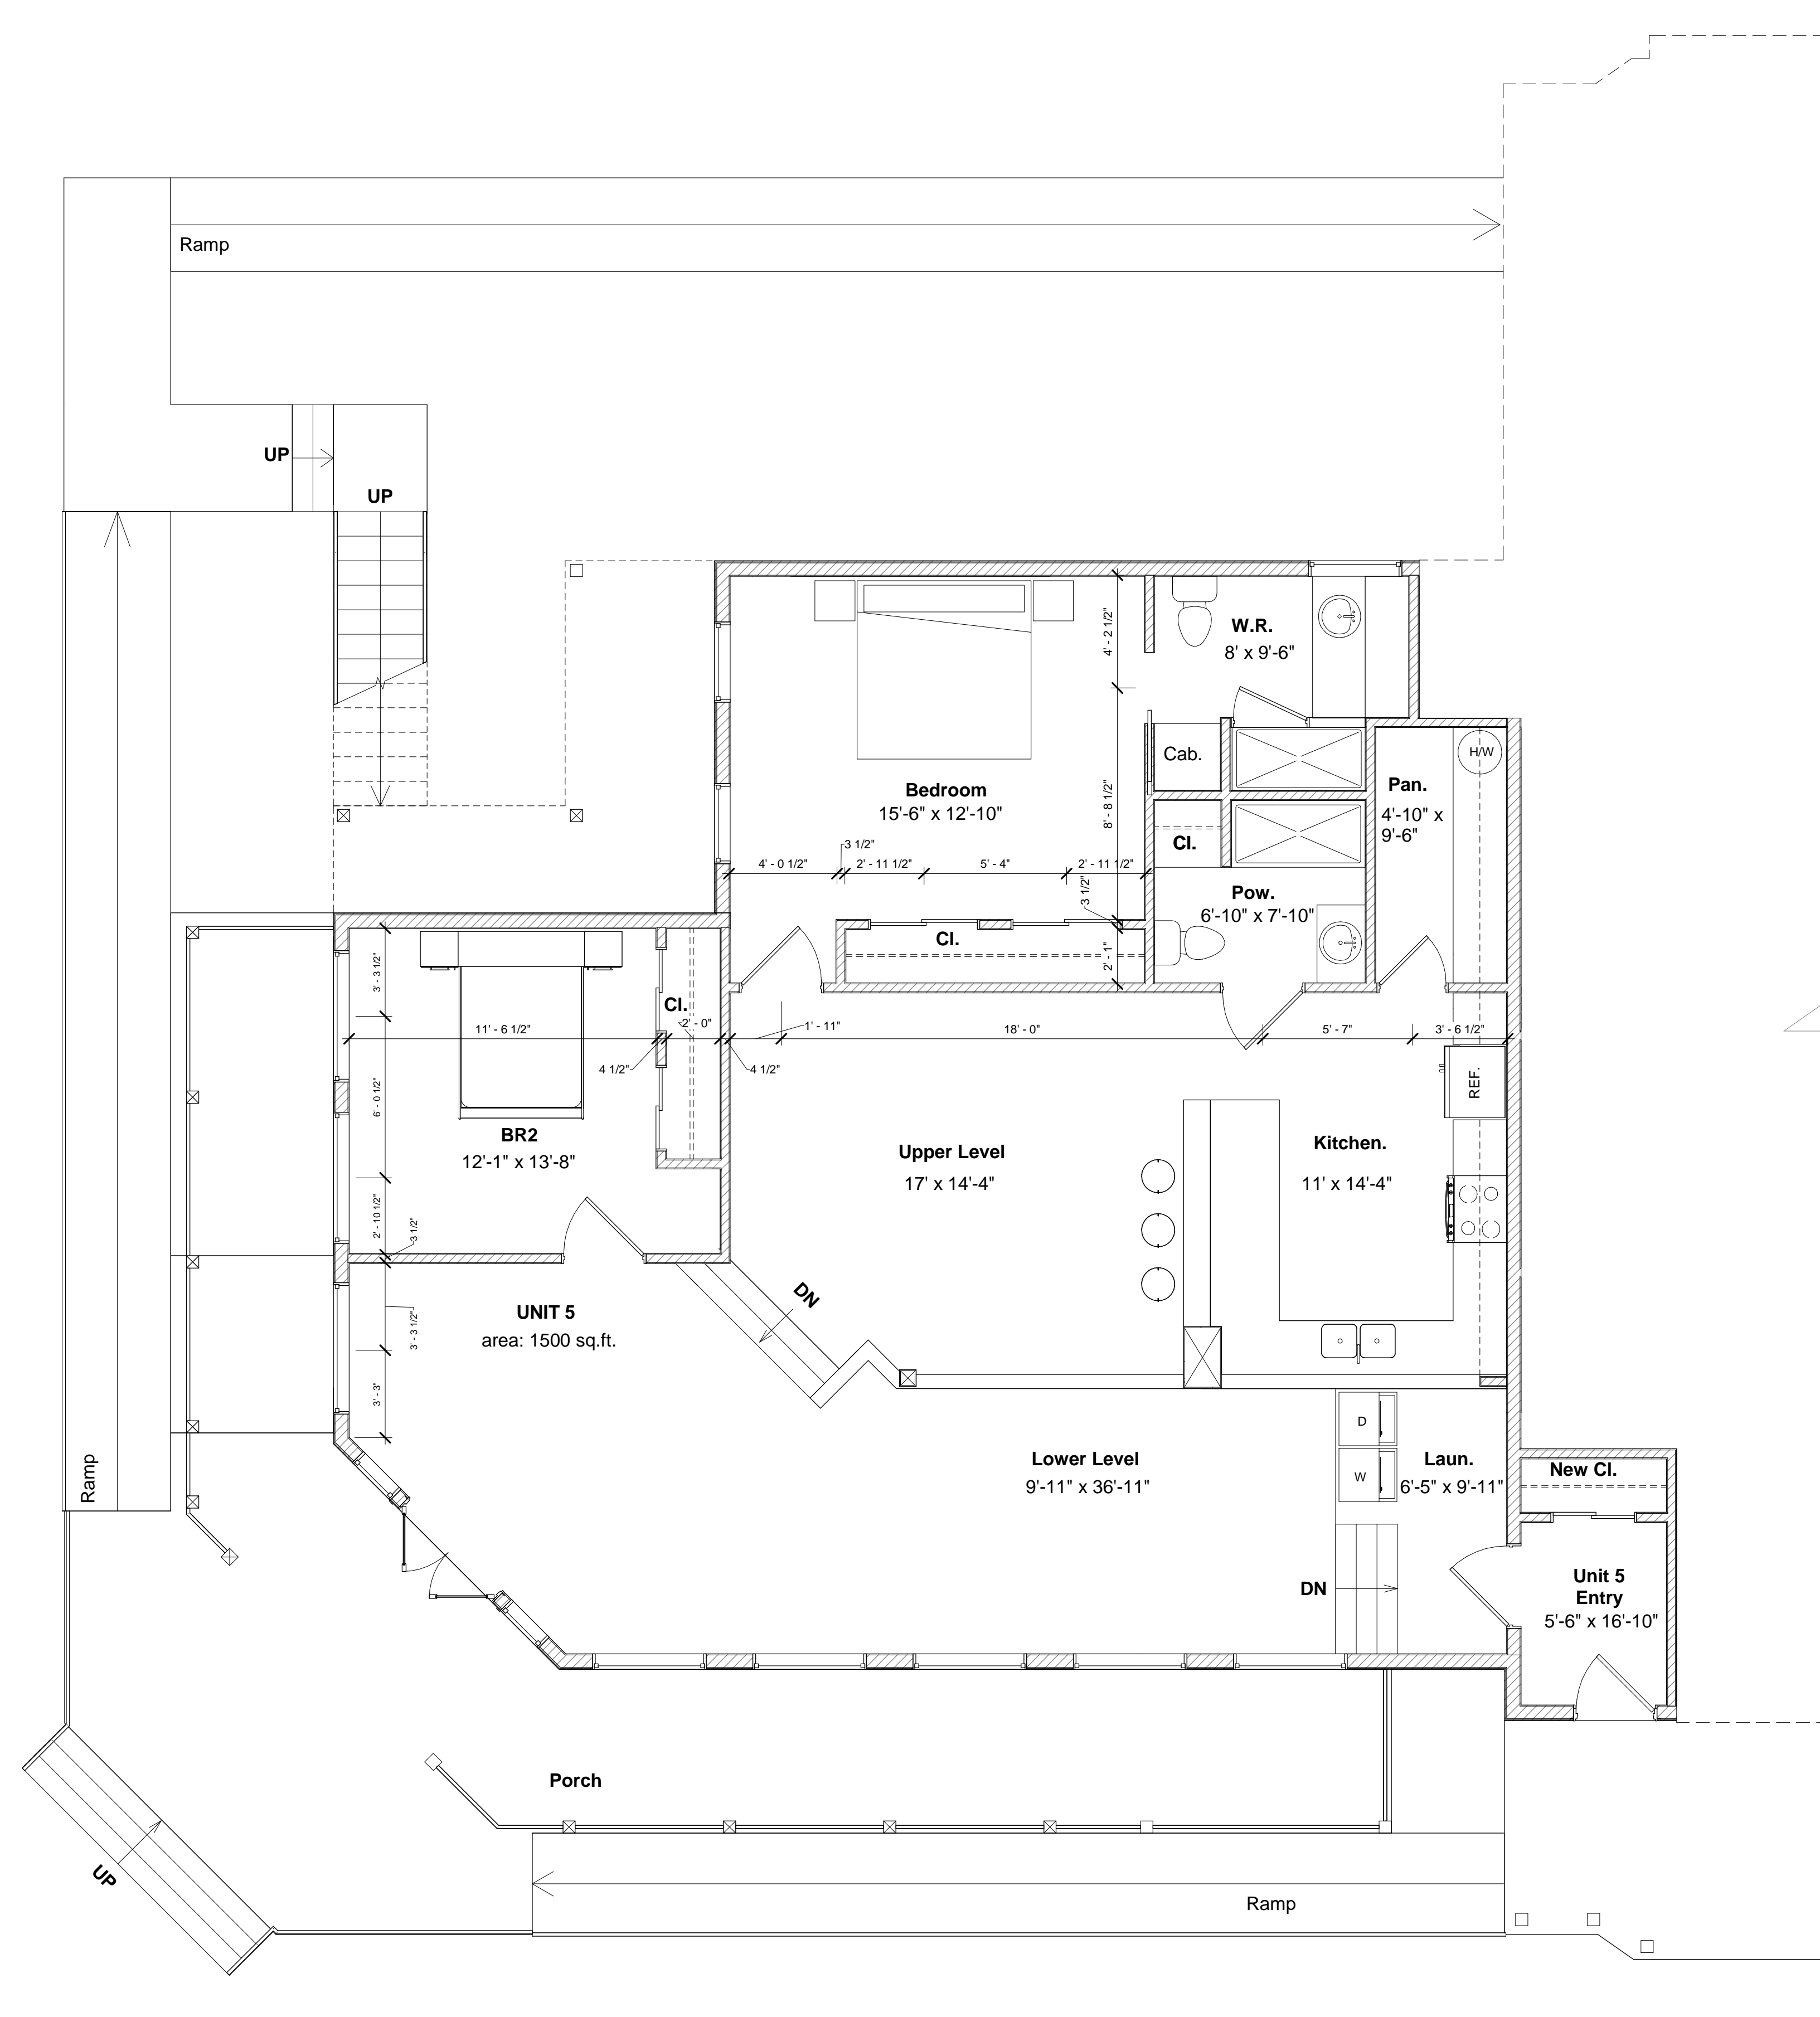 Ramp
UP
UP
W.R.
8' x 9'-6"
4' - 2 1/2"
Cab.
H/W
Pan.
4'-10" x
9'-6"
Bedroom
15'-6" x 12'-10"
8' - 8 1/2"
3 1/2"
4' - 0 1/2"
2' - 11 1/2"
5' - 4"
2' - 11 1/2"
3 1/2"
Cl.
Pow.
6'-10" x 7'-10"
Cl.
2' - 1"
3' - 3 1/2"
Cl.
11' - 6 1/2"
2' - 0"
1' - 11"
18' - 0"
5' - 7"
3' - 6 1/2"
4 1/2"
4 1/2"
REF.
6' - 0 1/2"
BR2
12'-1" x 13'-8"
Upper Level
17' x 14'-4"
Kitchen.
11' x 14'-4"
2' - 10 1/2"
3 1/2"
DN
UNIT 5
area: 1500 sq.ft.
3' - 3 1/2"
3' - 3"
D
W
Lower Level
9'-11" x 36'-11"
Laun.
6'-5" x 9'-11"
New Cl.
Ramp
DN
Unit 5
Entry
5'-6" x 16'-10"
Porch
UP
Ramp